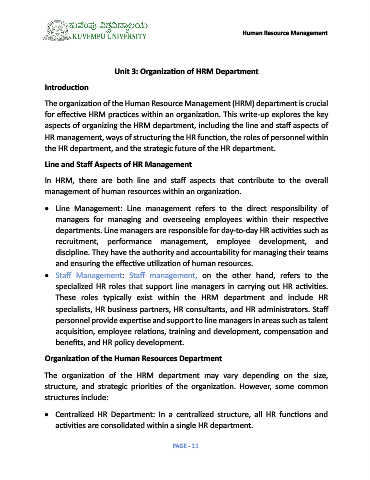 ಕುವೆಂಪು ವಿಶ್ವವಿದ್ಯಾಲಯ
KUVEMPU UNIVERSITY
Human Resource Management
Unit 3: Organization of HRM Department
Introduction
The organization of the Human Resource Management (HRM) department is crucial
for effective HRM practices within an organization. This write-up explores the key
aspects of organizing the HRM department, including the line and staff aspects of
HR management, ways of structuring the HR function, the roles of personnel within
the HR department, and the strategic future of the HR department.
Line and Staff Aspects of HR Management
In HRM, there are both line and staff aspects that contribute to the overall
management of human resources within an organization.
• Line Management: Line management refers to the direct responsibility of
managers for managing and overseeing employees within their respective
departments. Line managers are responsible for day-to-day HR activities such as
recruitment, performance management, employee development, and
discipline. They have the authority and accountability for managing their teams
and ensuring the effective utilization of human resources.
• Staff Management: Staff management, on the other hand, refers to the
specialized HR roles that support line managers in carrying out HR activities.
These roles typically exist within the HRM department and include HR
specialists, HR business partners, HR consultants, and HR administrators. Staff
personnel provide expertise and support to line managers in areas such as talent
acquisition, employee relations, training and development, compensation and
benefits, and HR policy development.
Organization of the Human Resources Department
The organization of the HRM department may vary depending on the size,
structure, and strategic priorities of the organization. However, some common
structures include:
• Centralized HR Department: In a centralized structure, all HR functions and
activities are consolidated within a single HR department.
PAGE - 11